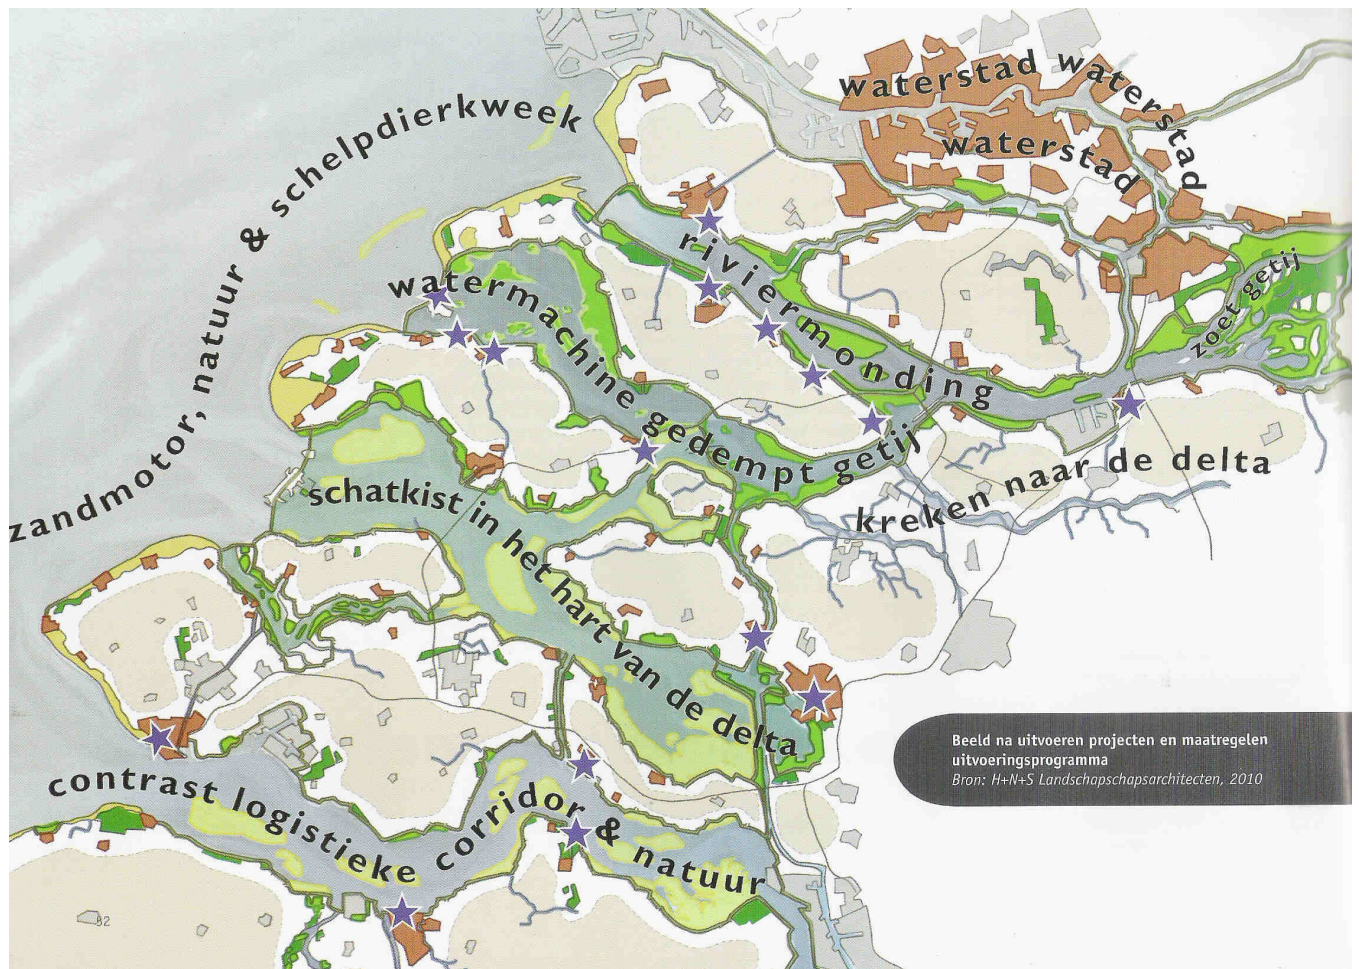 waterstad waterstad
waterstad
zandmotor, natuur & schelpdierkweek
riviermonding
zoet getij
watermachine gedempt getij
kreken naar de delta
schatkist in het hart van de delta
contrast logistieke corridor & natuur
Beeld na uitvoeren projecten en maatregelen
uitvoeringsprogramma
Bron: H+N+S Landschapschapsarchitecten, 2010
82